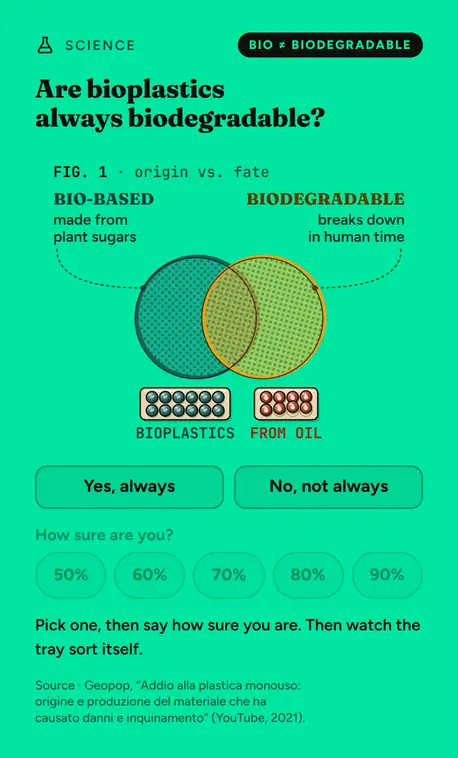 SCIENCE
BIO ≠ BIODEGRADABLE
Are bioplastics
always biodegradable?
FIG. 1 · origin vs. fate
BIO-BASED
made from
plant sugars
BIODEGRADABLE
breaks down
in human time
BIOPLASTICS
FROM OIL
Yes, always
No, not always
How sure are you?
50%
60%
70%
80%
90%
Pick one, then say how sure you are. Then watch the
tray sort itself.
Source · Geopop, “Addio alla plastica monouso:
origine e produzione del materiale che ha
causato danni e inquinamento” (YouTube, 2021).